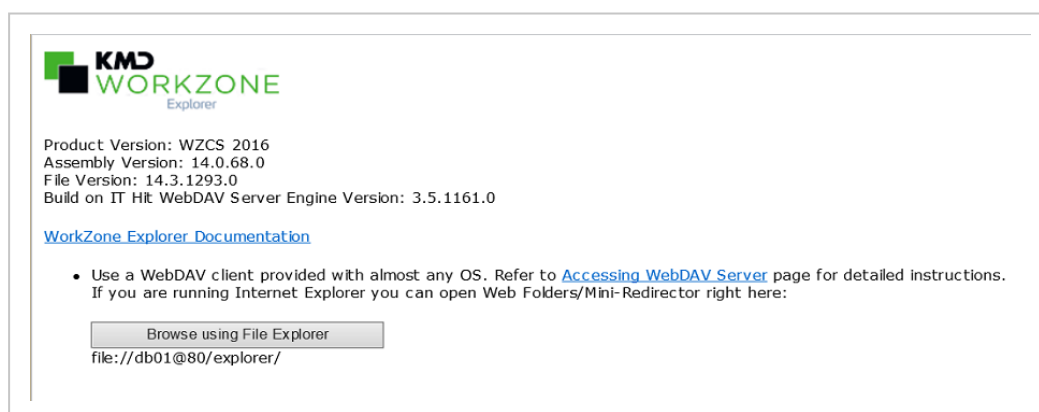 KMD
WORKZONE
Explorer
Product Version: WZCS 2016
Assembly Version: 14.0.68.0
File Version: 14.3.1293.0
Build on IT Hit WebDAV Server Engine Version: 3.5.1161.0
WorkZone Explorer Documentation
• Use a WebDAV client provided with almost any OS. Refer to Accessing WebDAV Server page for detailed instructions.
If you are running Internet Explorer you can open Web Folders/Mini-Redirector right here:
Browse using File Explorer
file://db01@80/explorer/